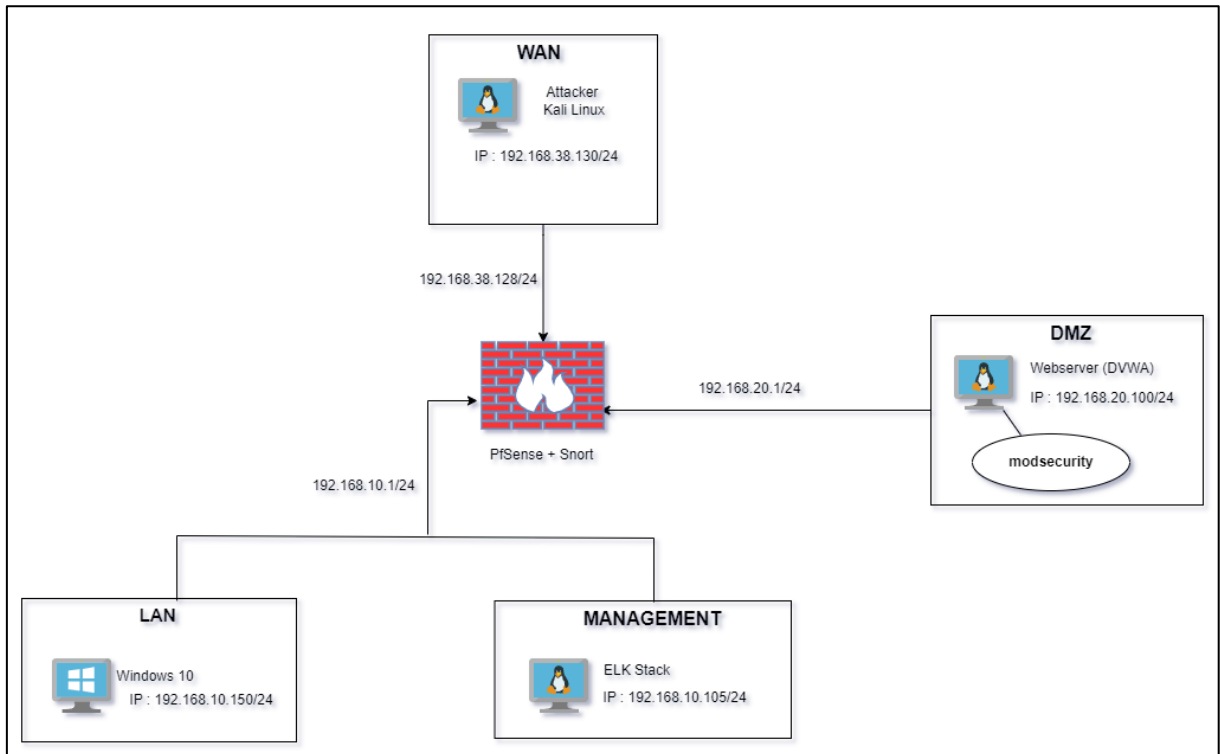 WAN
Attacker
Kali Linux
IP : 192.168.38.130/24
192.168.38.128/24
DMZ
Webserver (DVWA)
IP : 192.168.20.100/24
modsecurity
192.168.20.1/24
PfSense + Snort
192.168.10.1/24
LAN
Windows 10
IP : 192.168.10.150/24
MANAGEMENT
ELK Stack
IP : 192.168.10.105/24